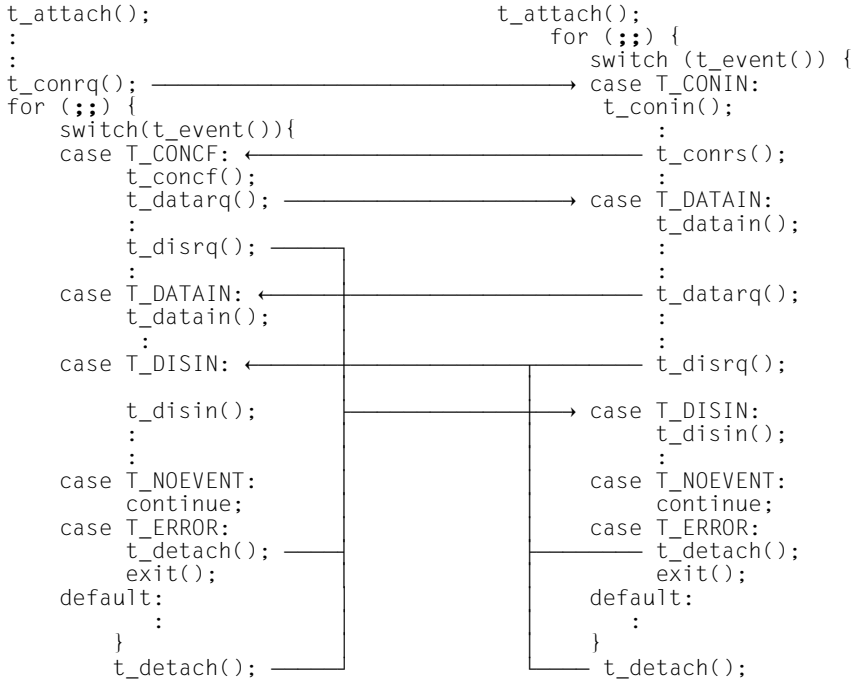 t_attach(); t_attach();
: for (;;) {
: switch (t_event()) {
t_conrq(); case T_CONIN:
for (;;) { t_conin();
switch(t_event()){ :
case T_CONCF: t_conrs();
t_concf(); :
t_datarq(); case T_DATAIN:
: t_datain();
t_disrq(); :
: :
case T_DATAIN: t_datarq();
t_datain(); :
: :
case T_DISIN: t_disrq();
t_disin(); case T_DISIN:
: t_disin();
: :
case T_NOEVENT: case T_NOEVENT:
continue; continue;
case T_ERROR: case T_ERROR:
t_detach(); t_detach();
exit(); exit();
default: default:
: :
} }
t_detach(); t_detach();